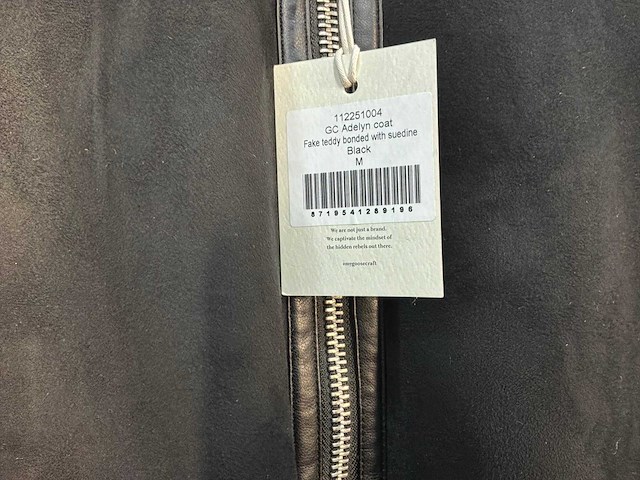 112251004
GC Adelyn coat
Fake teddy bonded with suedine
Black
M
8719541289196
We are not just a brand.
We captivate the mindset of
the hidden rebels out there.
onegoosecraft